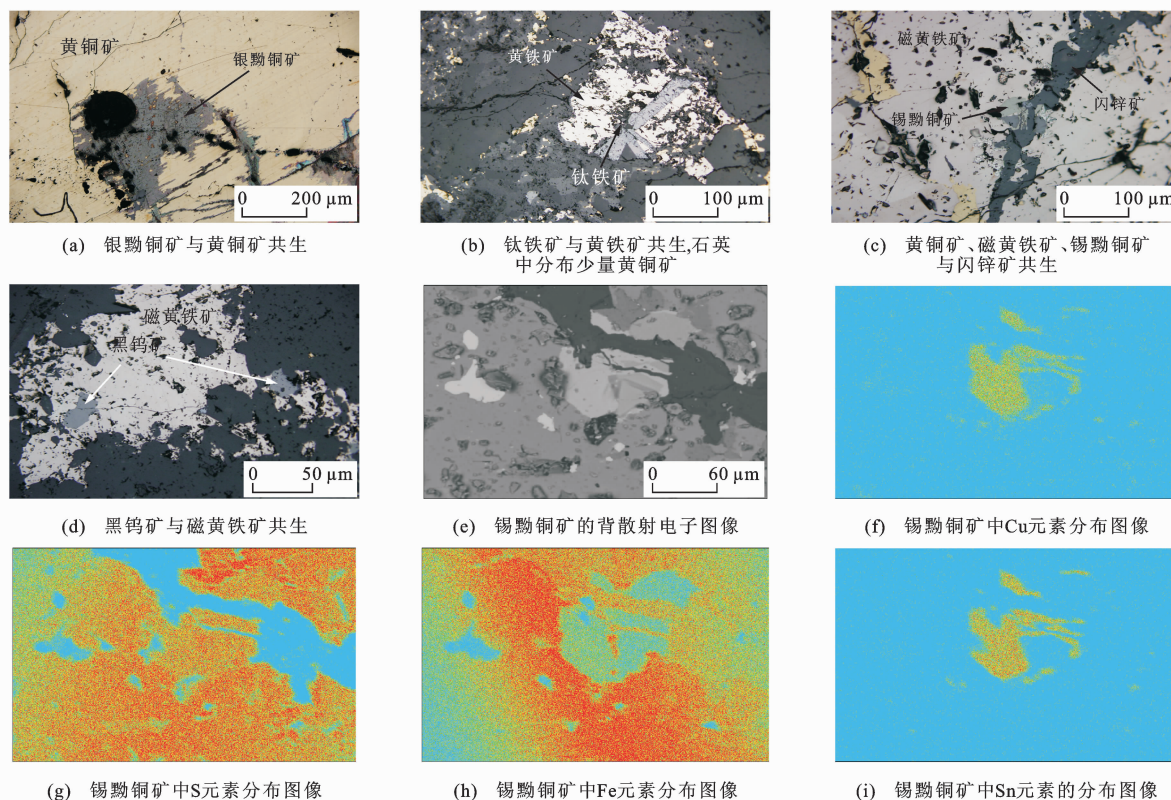 黄铜矿
银黝铜矿
0 200 μm
(a) 银黝铜矿与黄铜矿共生
黄铁矿
钛铁矿
0 100 μm
(b) 钛铁矿与黄铁矿共生,石英
中分布少量黄铜矿
磁黄铁矿
闪锌矿
锡黝铜矿
0 100 μm
(c) 黄铜矿、磁黄铁矿、锡黝铜矿
与闪锌矿共生
磁黄铁矿
黑钨矿
0 50 μm
(d) 黑钨矿与磁黄铁矿共生
0 60 μm
(e) 锡黝铜矿的背散射电子图像
(f) 锡黝铜矿中Cu元素分布图像
(g) 锡黝铜矿中S元素分布图像
(h) 锡黝铜矿中Fe元素分布图像
(i) 锡黝铜矿中Sn元素的分布图像